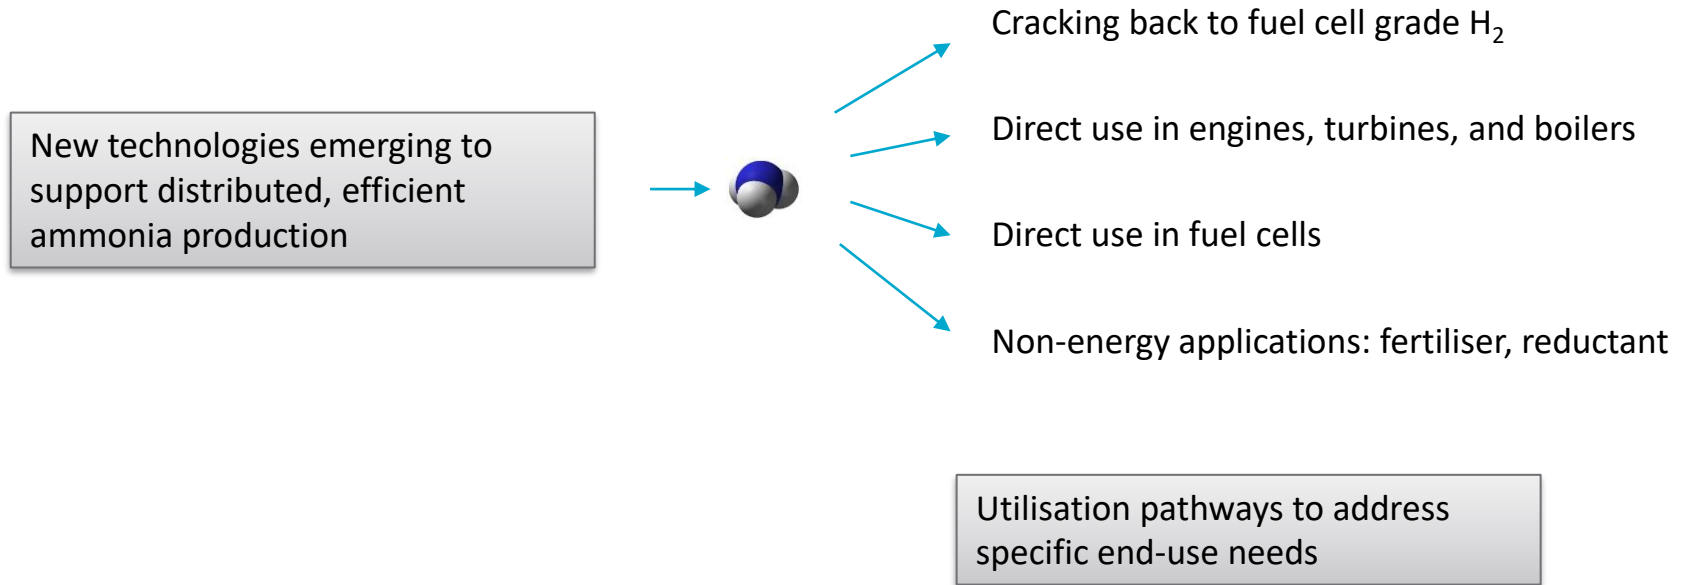 New technologies emerging to
support distributed, efficient
ammonia production
Cracking back to fuel cell grade H₂
Direct use in engines, turbines, and boilers
Direct use in fuel cells
Non-energy applications: fertiliser, reductant
Utilisation pathways to address
specific end-use needs